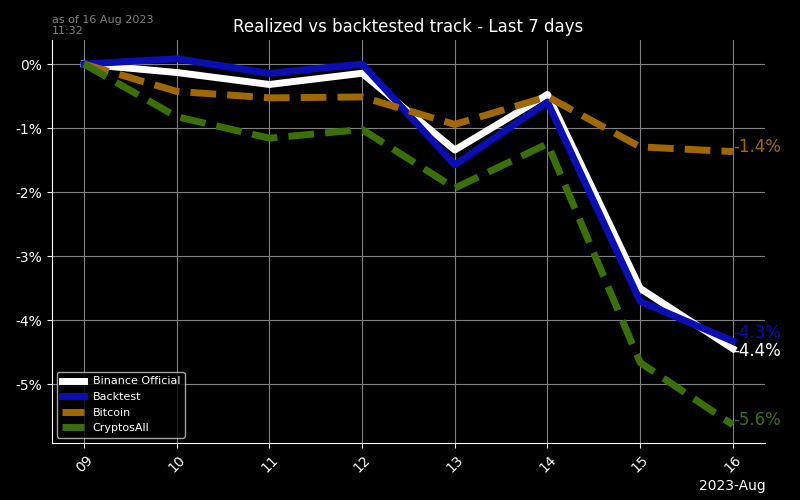 as of 16 Aug 2023
11:32
Realized vs backtested track - Last 7 days
0%
-1%
-2%
-3%
-4%
-5%
-1.4%
-4.3%
-4.4%
-5.6%
Binance Official
Backtest
Bitcoin
CryptosAll
09
10
11
12
13
14
15
16
2023-Aug